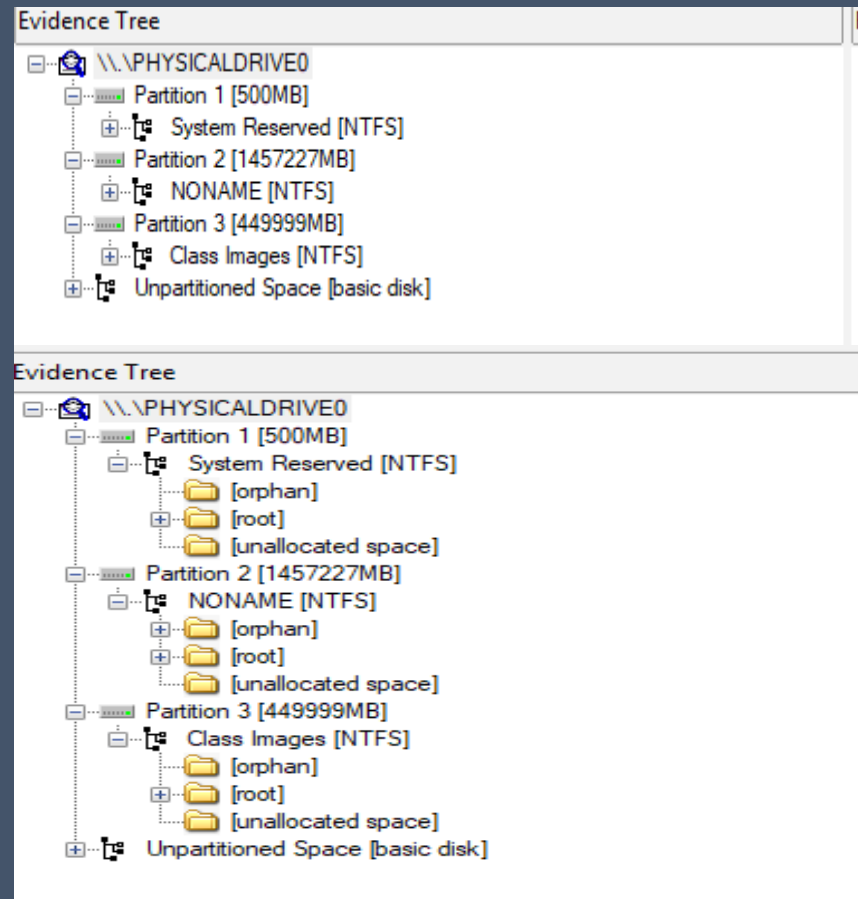 Evidence Tree
\\.\PHYSICALDRIVE0
Partition 1 [500MB]
System Reserved [NTFS]
Partition 2 [1457227MB]
NONAME [NTFS]
Partition 3 [449999MB]
Class Images [NTFS]
Unpartitioned Space [basic disk]
Evidence Tree
\\.\PHYSICALDRIVE0
Partition 1 [500MB]
System Reserved [NTFS]
[orphan]
[root]
[unallocated space]
Partition 2 [1457227MB]
NONAME [NTFS]
[orphan]
[root]
[unallocated space]
Partition 3 [449999MB]
Class Images [NTFS]
[orphan]
[root]
[unallocated space]
Unpartitioned Space [basic disk]